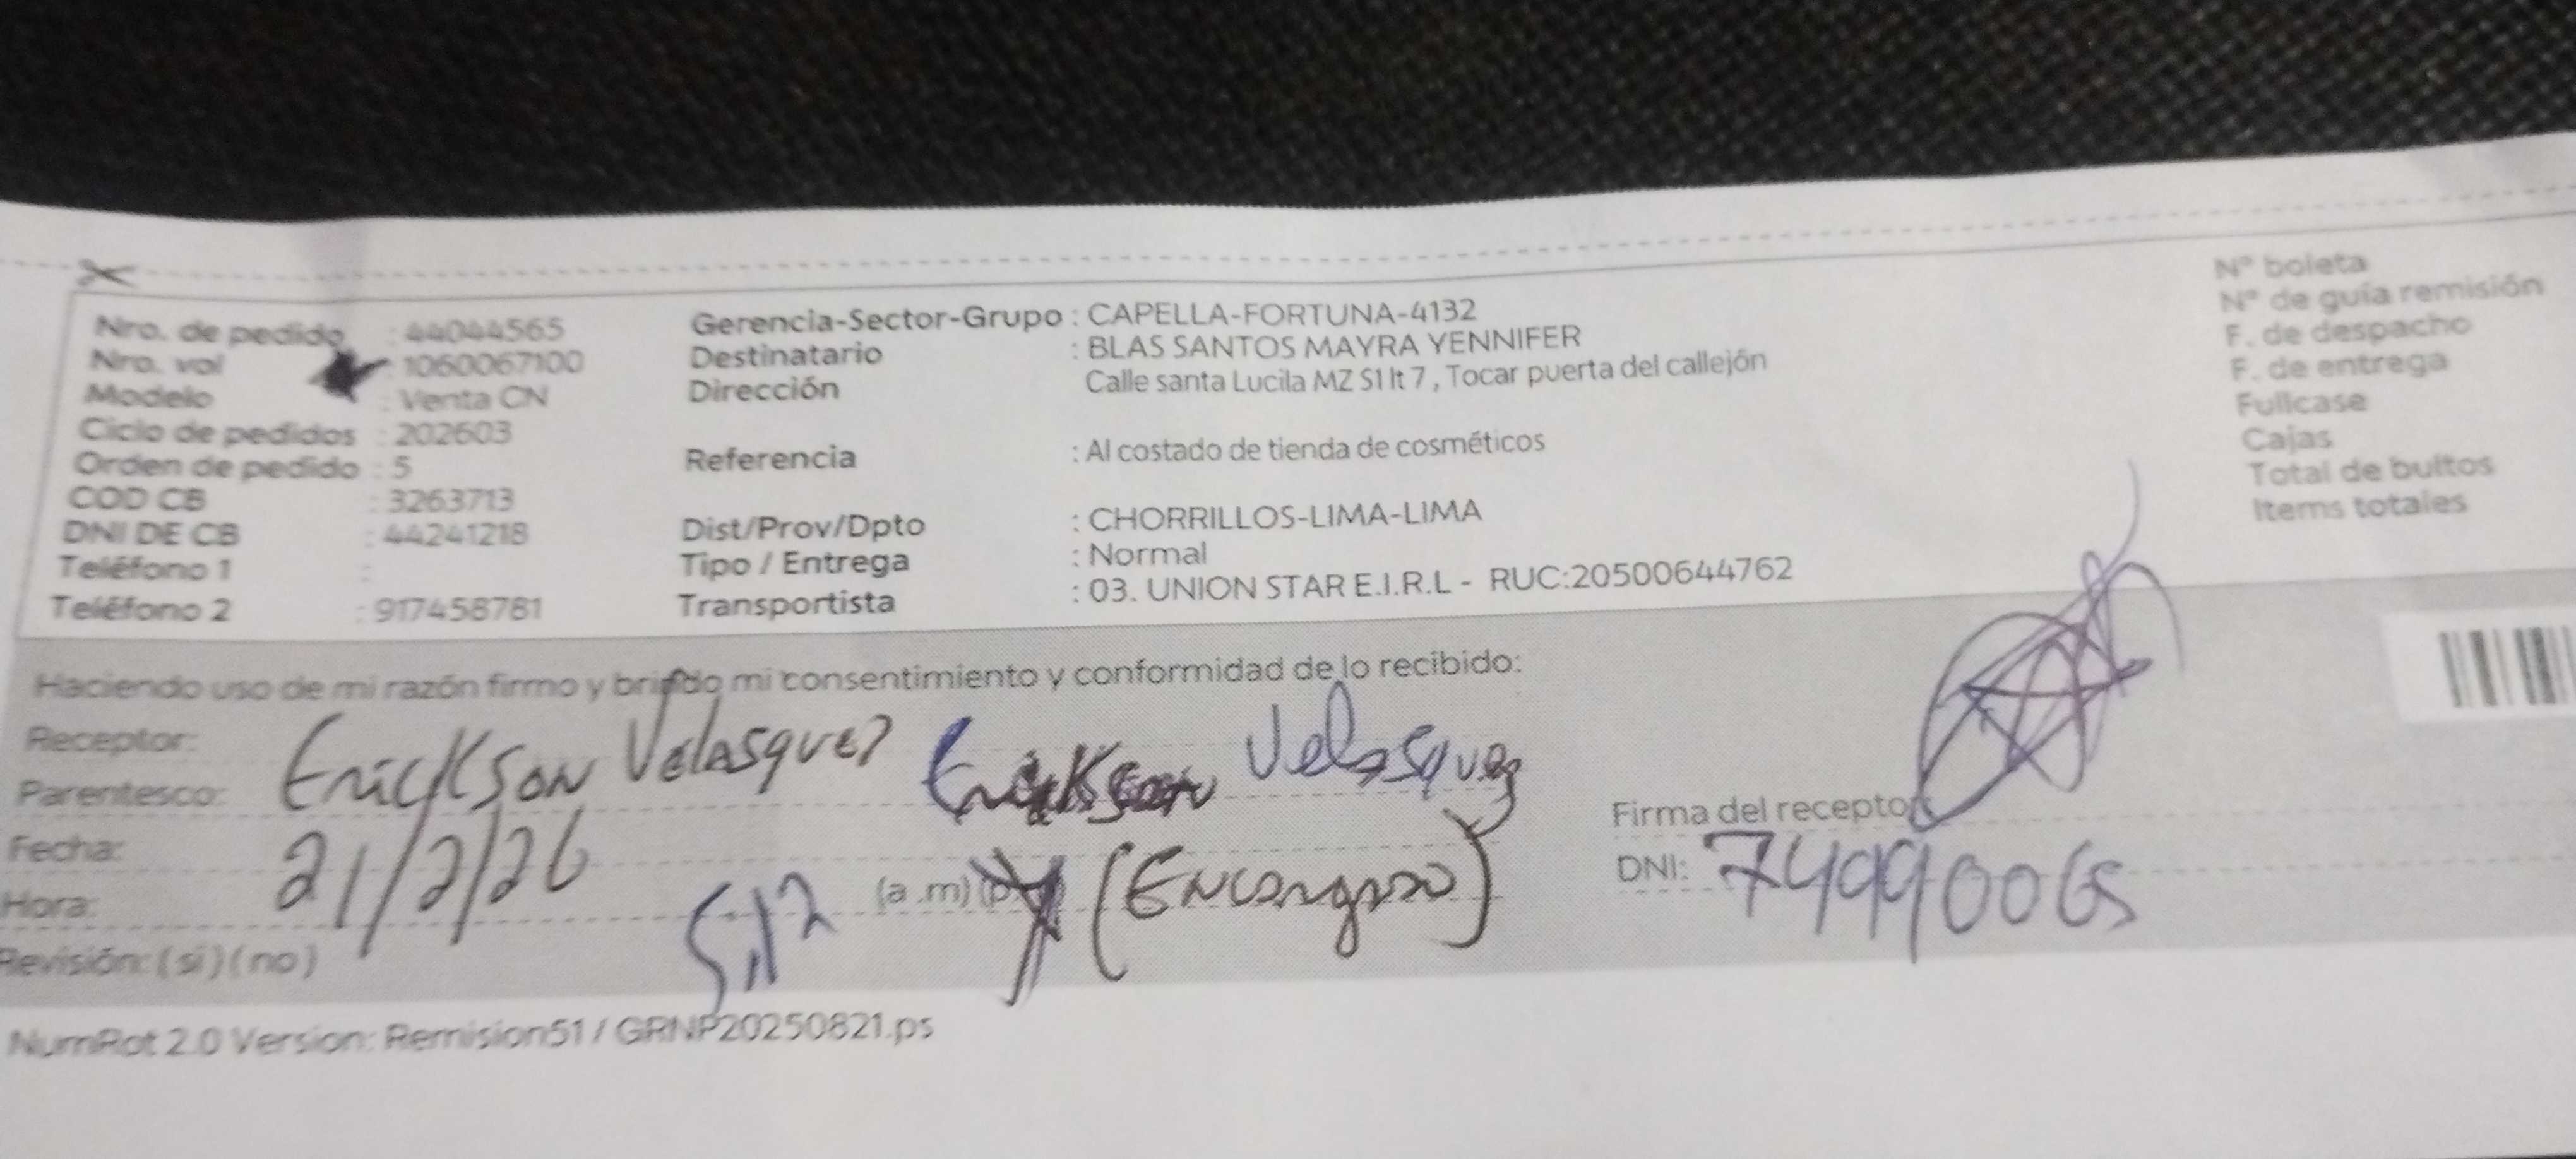 Nro. de pedido : 44044565
Nro. vol : 1060067100
Modelo : Venta CN
Ciclo de pedidos : 202603
Orden de pedido : 5
COD CB : 3263713
DNI DE CB : 44241218
Teléfono 1 :
Teléfono 2 : 917458781
Gerencia-Sector-Grupo : CAPELLA-FORTUNA-4132
Destinatario : BLAS SANTOS MAYRA YENNIFER
Dirección Calle santa Lucila MZ S1 lt 7 , Tocar puerta del callejón
Referencia : Al costado de tienda de cosméticos
Dist/Prov/Dpto : CHORRILLOS-LIMA-LIMA
Tipo / Entrega : Normal
Transportista : 03. UNION STAR E.I.R.L - RUC:20500644762
N° boleta
N° de guía remisión
F. de despacho
F. de entrega
Fullcase
Cajas
Total de bultos
Items totales
Haciendo uso de mi razón firmo y brindo mi consentimiento y conformidad de lo recibido:
Receptor:
Parentesco: Erickson Velasquez Erickson Velasquez
Fecha: 21/2/26
Hora: (a .m) (Encargado)
Revisión: ( si ) ( no )
Firma del receptor:
DNI: 74990065
NumRot 2.0 Version: Remision51 / GRNP20250821.ps